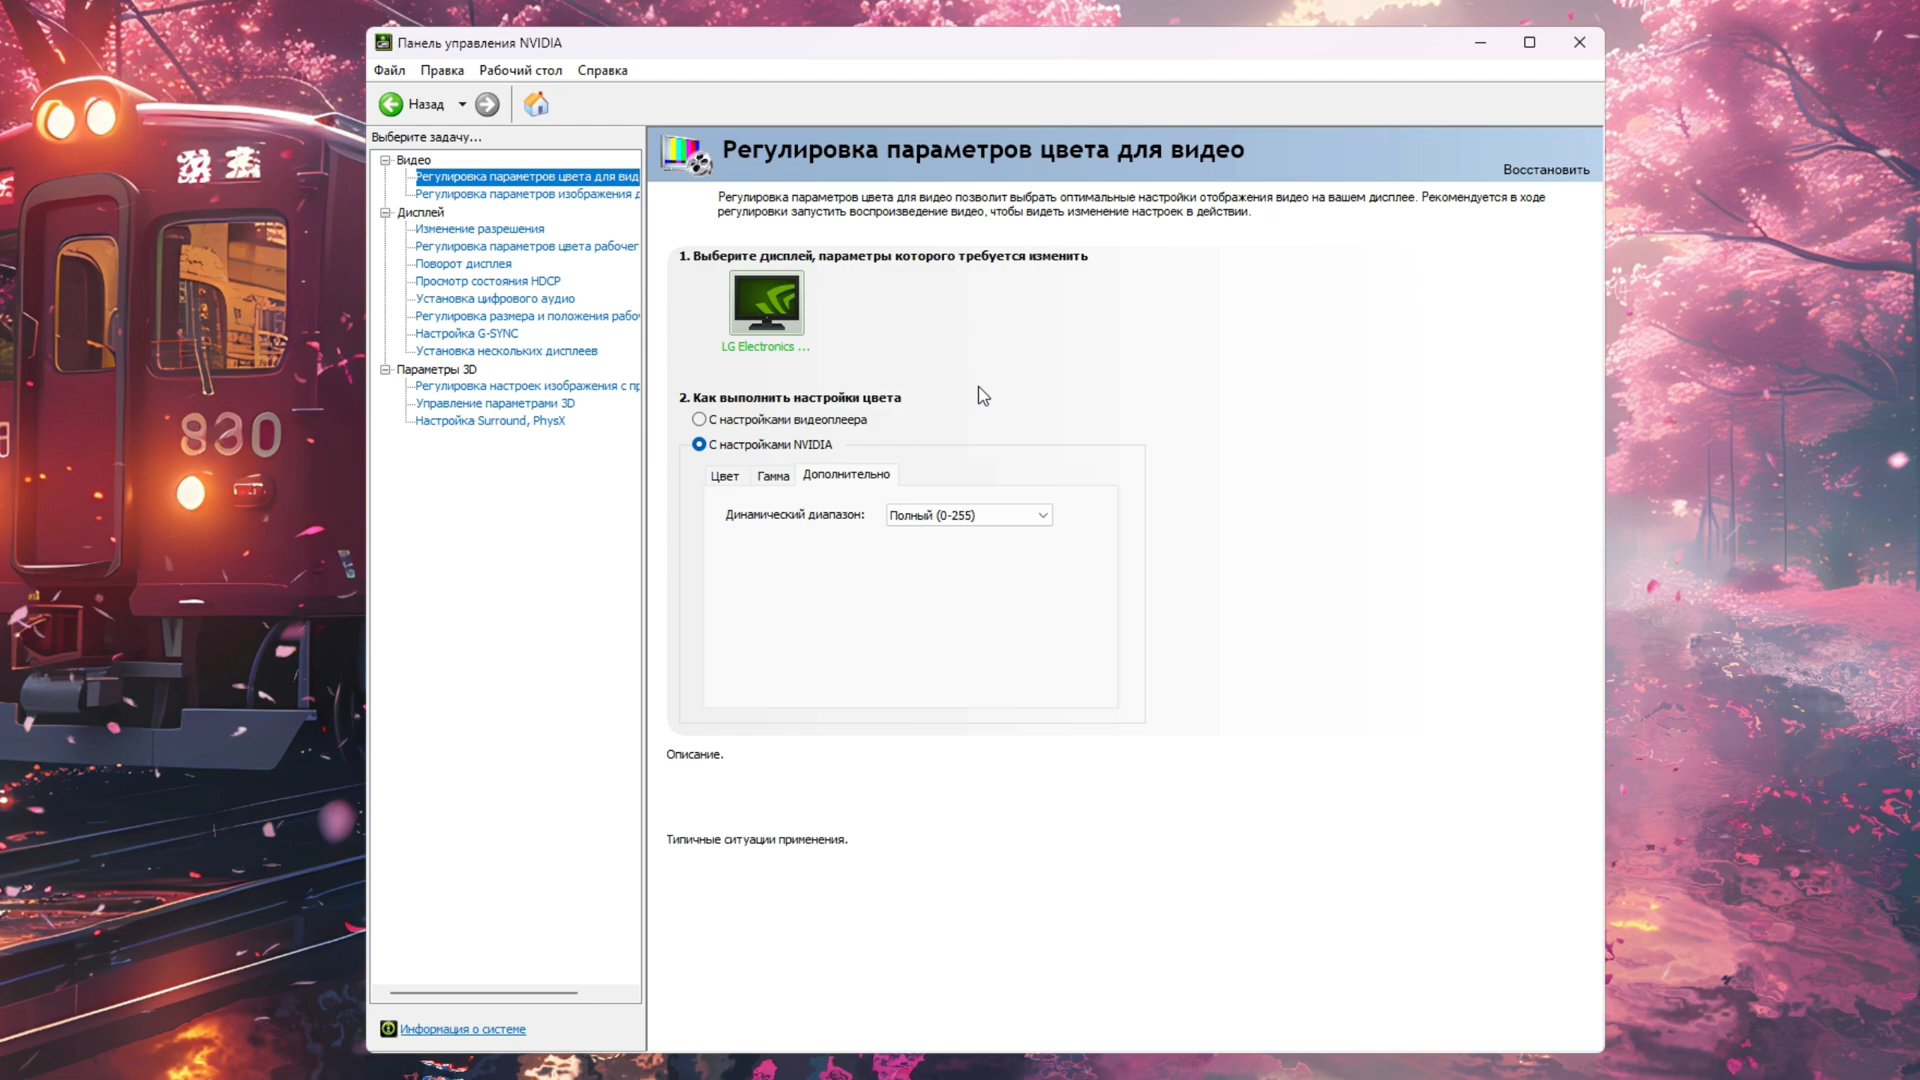 Панель управления NVIDIA
Файл Правка Рабочий стол Справка
Назад
Выберите задачу...
Видео
Регулировка параметров цвета для вид
Регулировка параметров изображения д
Дисплей
Изменение разрешения
Регулировка параметров цвета рабочег
Поворот дисплея
Просмотр состояния HDCP
Установка цифрового аудио
Регулировка размера и положения рабо
Настройка G-SYNC
Установка нескольких дисплеев
Параметры 3D
Регулировка настроек изображения с пр
Управление параметрами 3D
Настройка Surround, PhysX
Информация о системе
Регулировка параметров цвета для видео
Восстановить
Регулировка параметров цвета для видео позволит выбрать оптимальные настройки отображения видео на вашем дисплее. Рекомендуется в ходе
регулировки запустить воспроизведение видео, чтобы видеть изменение настроек в действии.
1. Выберите дисплей, параметры которого требуется изменить
LG Electronics ...
2. Как выполнить настройки цвета
С настройками видеоплеера
С настройками NVIDIA
Цвет Гамма Дополнительно
Динамический диапазон: Полный (0-255)
Описание.
Типичные ситуации применения.
830